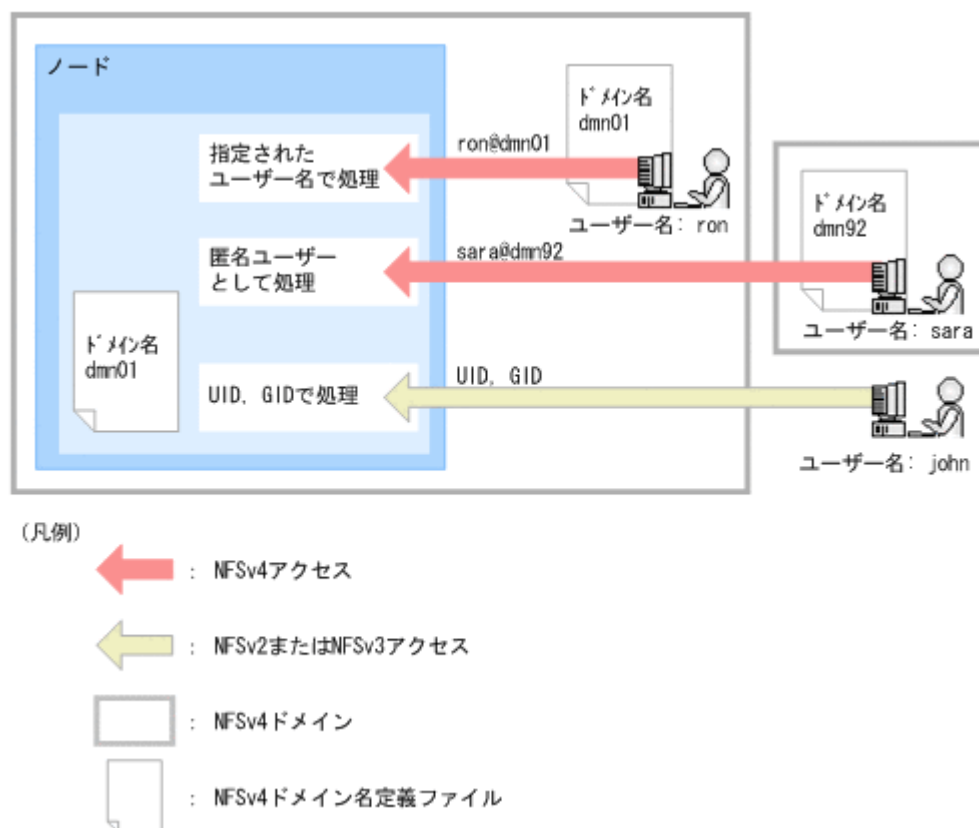 ノード
ドメイン名
dmn01
指定された
ユーザー名で処理
ron@dmn01
ユーザー名: ron
ドメイン名
dmn92
匿名ユーザー
として処理
sara@dmn92
ユーザー名: sara
ドメイン名
dmn01
UID, GIDで処理
UID, GID
ユーザー名: john
(凡例)
: NFSv4アクセス
: NFSv2またはNFSv3アクセス
: NFSv4ドメイン
: NFSv4ドメイン名定義ファイル